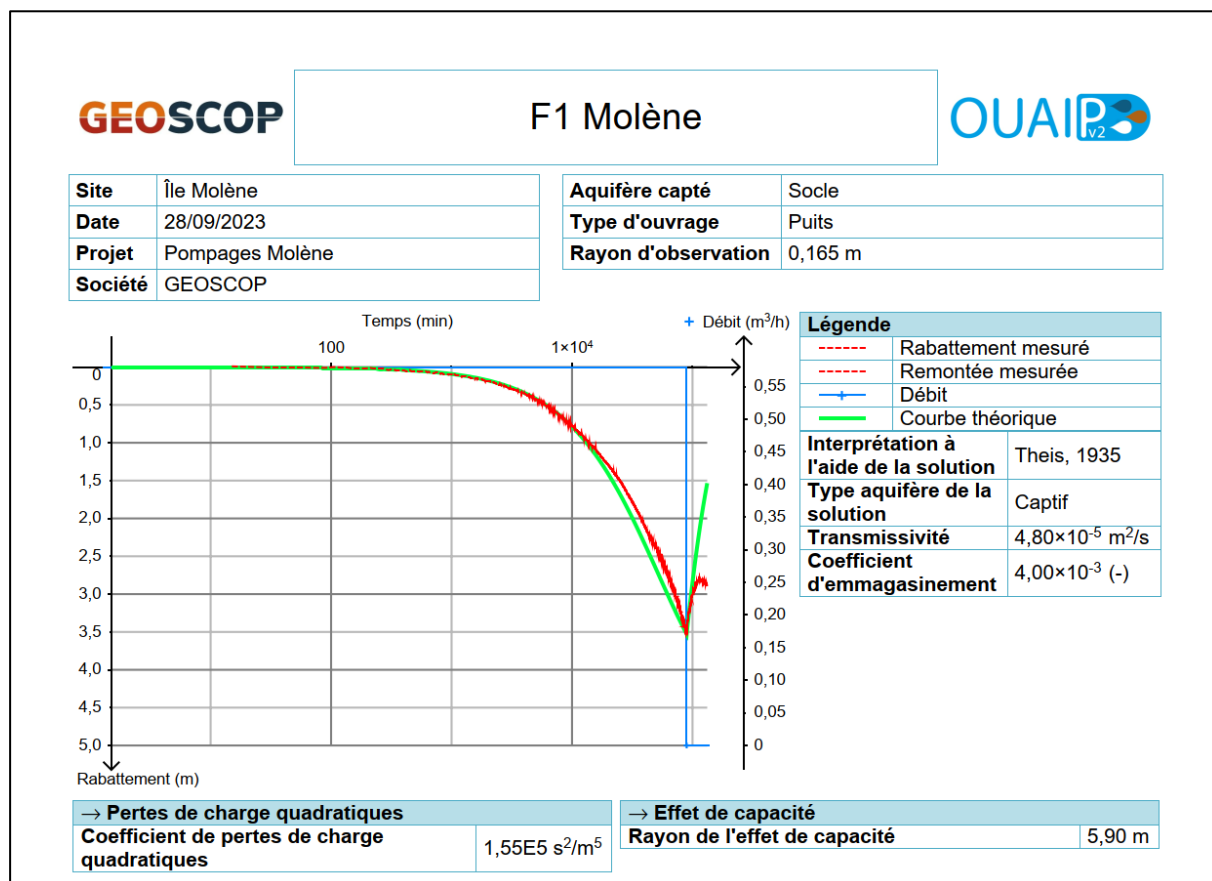 GEOSCOP
F1 Molène
OUAIP v2
Site Île Molène
Date 28/09/2023
Projet Pompages Molène
Société GEOSCOP
Aquifère capté Socle
Type d'ouvrage Puits
Rayon d'observation 0,165 m
Temps (min)
+ Débit (m³/h)
100
1×10⁴
0
0,5
1,0
1,5
2,0
2,5
3,0
3,5
4,0
4,5
5,0
Rabattement (m)
0,55
0,50
0,45
0,40
0,35
0,30
0,25
0,20
0,15
0,10
0,05
0
Légende
Rabattement mesuré
Remontée mesurée
Débit
Courbe théorique
Interprétation à
l'aide de la solution
Theis, 1935
Type aquifère de la
solution
Captif
Transmissivité 4,80×10⁻⁵ m²/s
Coefficient
d'emmagasinement
4,00×10⁻³ (-)
→ Pertes de charge quadratiques
Coefficient de pertes de charge
quadratiques
1,55E5 s²/m⁵
→ Effet de capacité
Rayon de l'effet de capacité 5,90 m